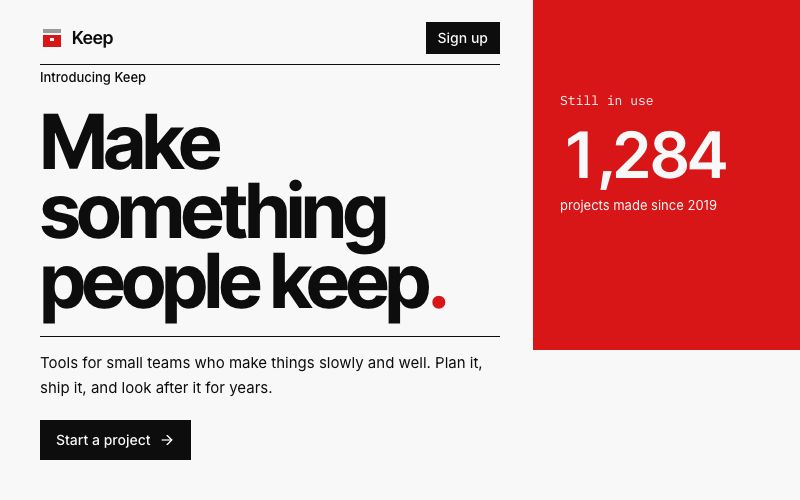 Keep
Sign up
Introducing Keep
Make
something
people keep.
Tools for small teams who make things slowly and well. Plan it,
ship it, and look after it for years.
Start a project
Still in use
1,284
projects made since 2019